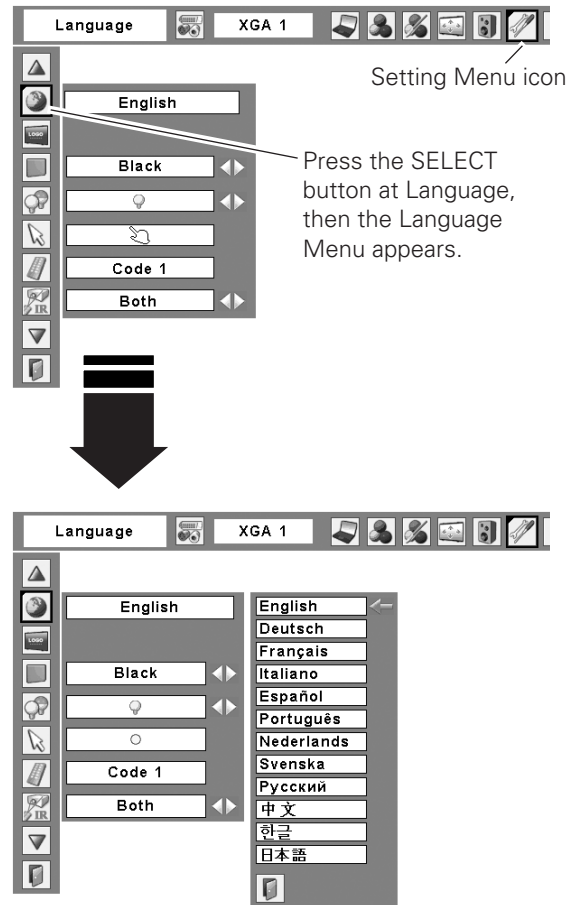 Language XGA 1
Setting Menu icon
English
LOGO
Black
Press the SELECT
button at Language,
then the Language
Menu appears.
Code 1
IR
Both
Language XGA 1
English
LOGO
Black
Code 1
IR
Both
English
Deutsch
Français
Italiano
Español
Português
Nederlands
Svenska
Русский
中文
한글
日本語